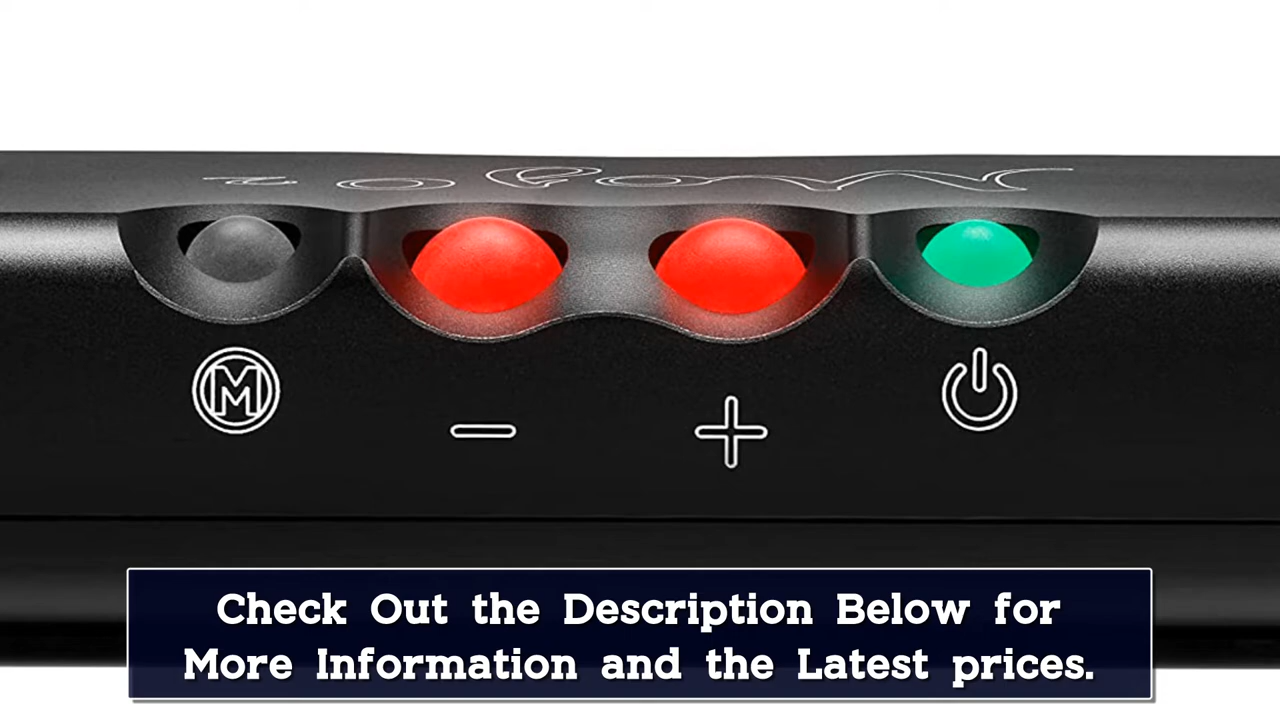 M
Check Out the Description Below for
More Information and the Latest prices.